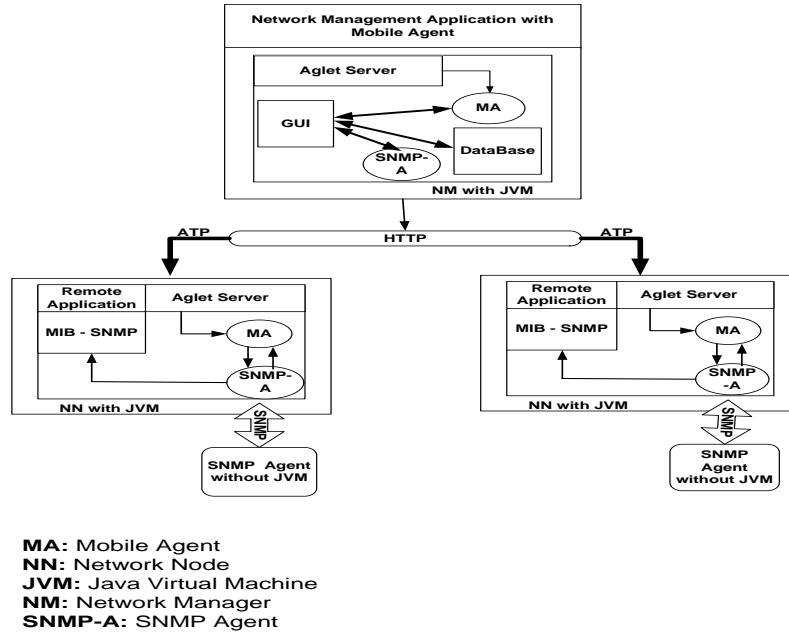 Network Management Application with
Mobile Agent
Aglet Server
MA
GUI
DataBase
SNMP-
A
NM with JVM
ATP
HTTP
ATP
Remote
Application
Aglet Server
MIB - SNMP
MA
SNMP-
A
NN with JVM
SNMP
SNMP Agent
without JVM
Remote
Application
Aglet Server
MIB - SNMP
MA
SNMP
-A
NN with JVM
SNMP
SNMP
Agent
without JVM
MA: Mobile Agent
NN: Network Node
JVM: Java Virtual Machine
NM: Network Manager
SNMP-A: SNMP Agent